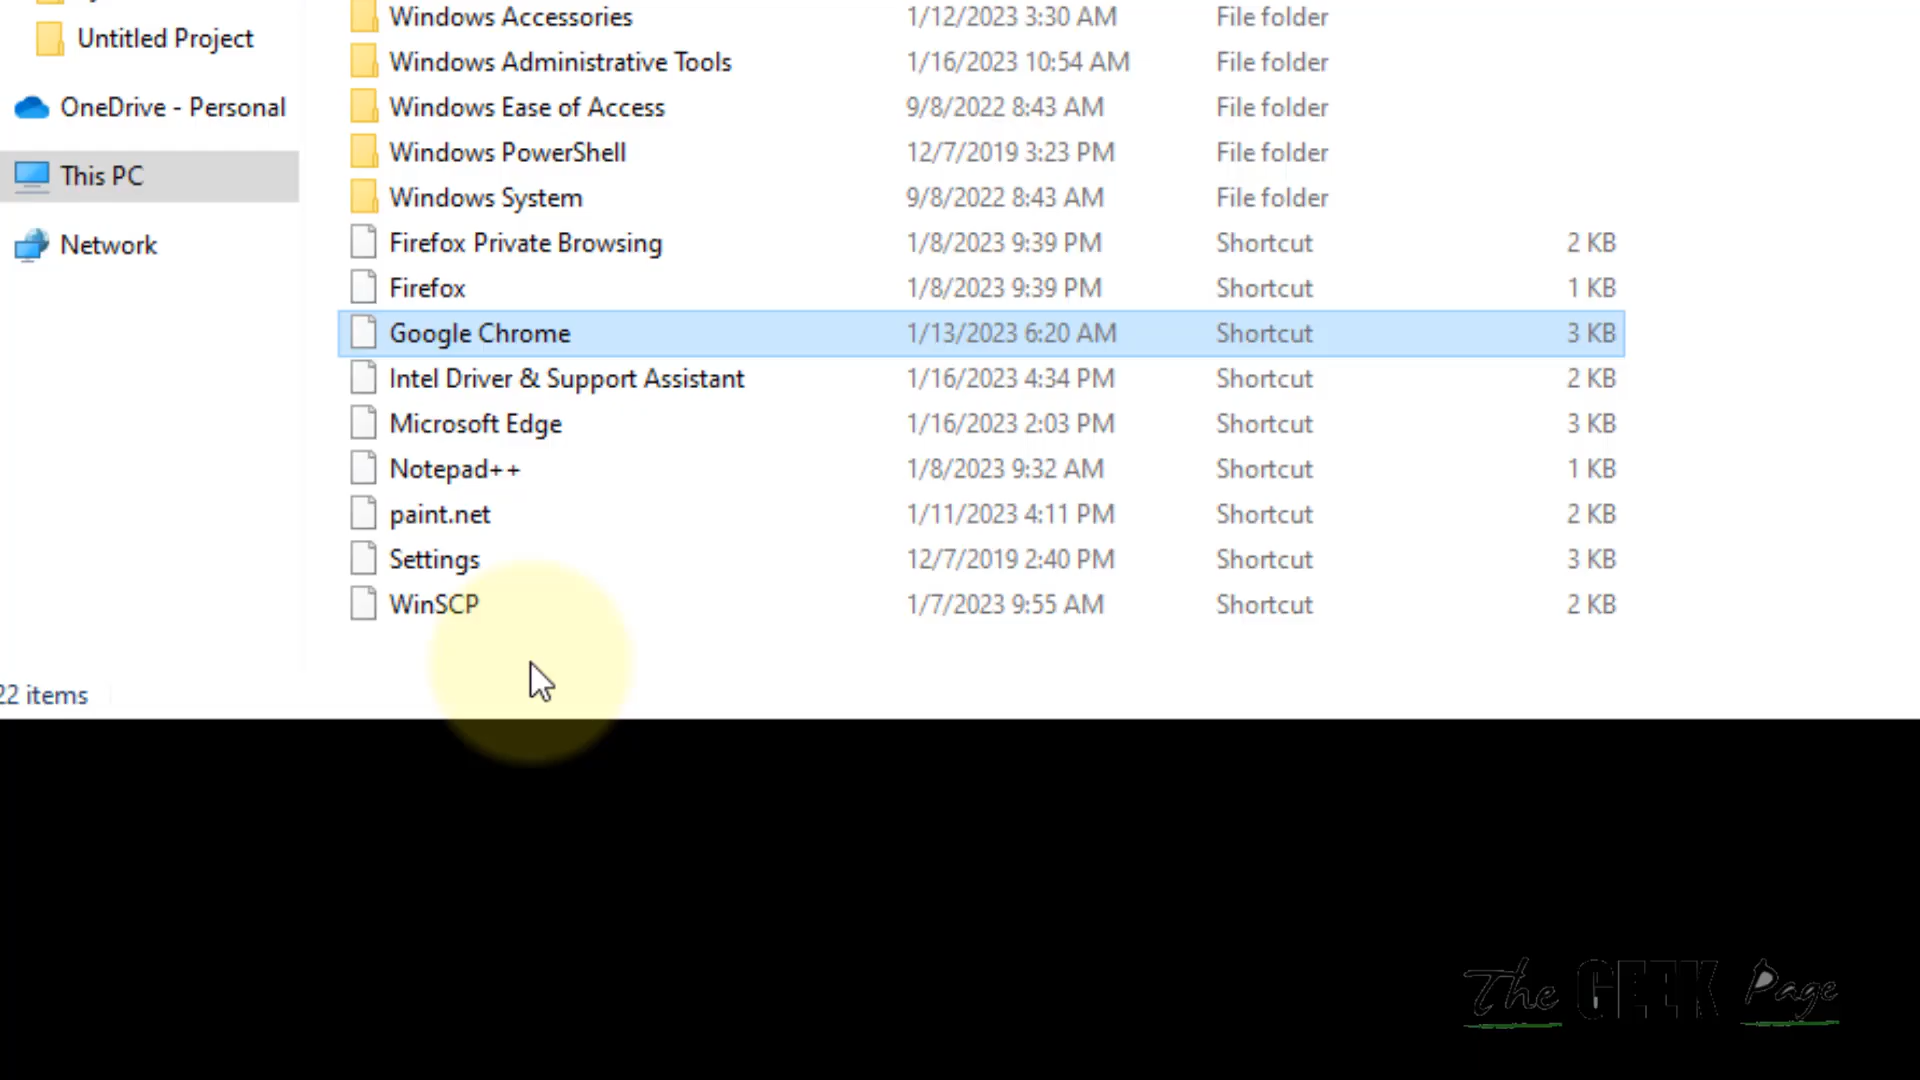 Untitled Project
OneDrive - Personal
This PC
Network
Windows Accessories 1/12/2023 3:30 AM File folder
Windows Administrative Tools 1/16/2023 10:54 AM File folder
Windows Ease of Access 9/8/2022 8:43 AM File folder
Windows PowerShell 12/7/2019 3:23 PM File folder
Windows System 9/8/2022 8:43 AM File folder
Firefox Private Browsing 1/8/2023 9:39 PM Shortcut 2 KB
Firefox 1/8/2023 9:39 PM Shortcut 1 KB
Google Chrome 1/13/2023 6:20 AM Shortcut 3 KB
Intel Driver & Support Assistant 1/16/2023 4:34 PM Shortcut 2 KB
Microsoft Edge 1/16/2023 2:03 PM Shortcut 3 KB
Notepad++ 1/8/2023 9:32 AM Shortcut 1 KB
paint.net 1/11/2023 4:11 PM Shortcut 2 KB
Settings 12/7/2019 2:40 PM Shortcut 3 KB
WinSCP 1/7/2023 9:55 AM Shortcut 2 KB
22 items
The GEEK Page